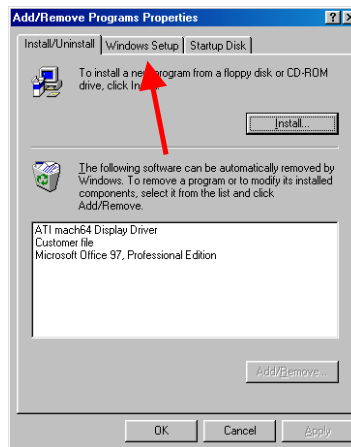 Add/Remove Programs Properties
Install/Uninstall Windows Setup Startup Disk
To install a new program from a floppy disk or CD-ROM
drive, click In
Install...
The following software can be automatically removed by
Windows. To remove a program or to modify its installed
components, select it from the list and click
Add/Remove.
ATI mach64 Display Driver
Customer file
Microsoft Office 97, Professional Edition
Add/Remove...
OK Cancel Apply